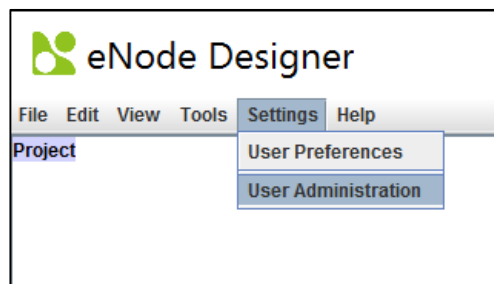 eNode Designer
File Edit View Tools Settings Help
Project
User Preferences
User Administration